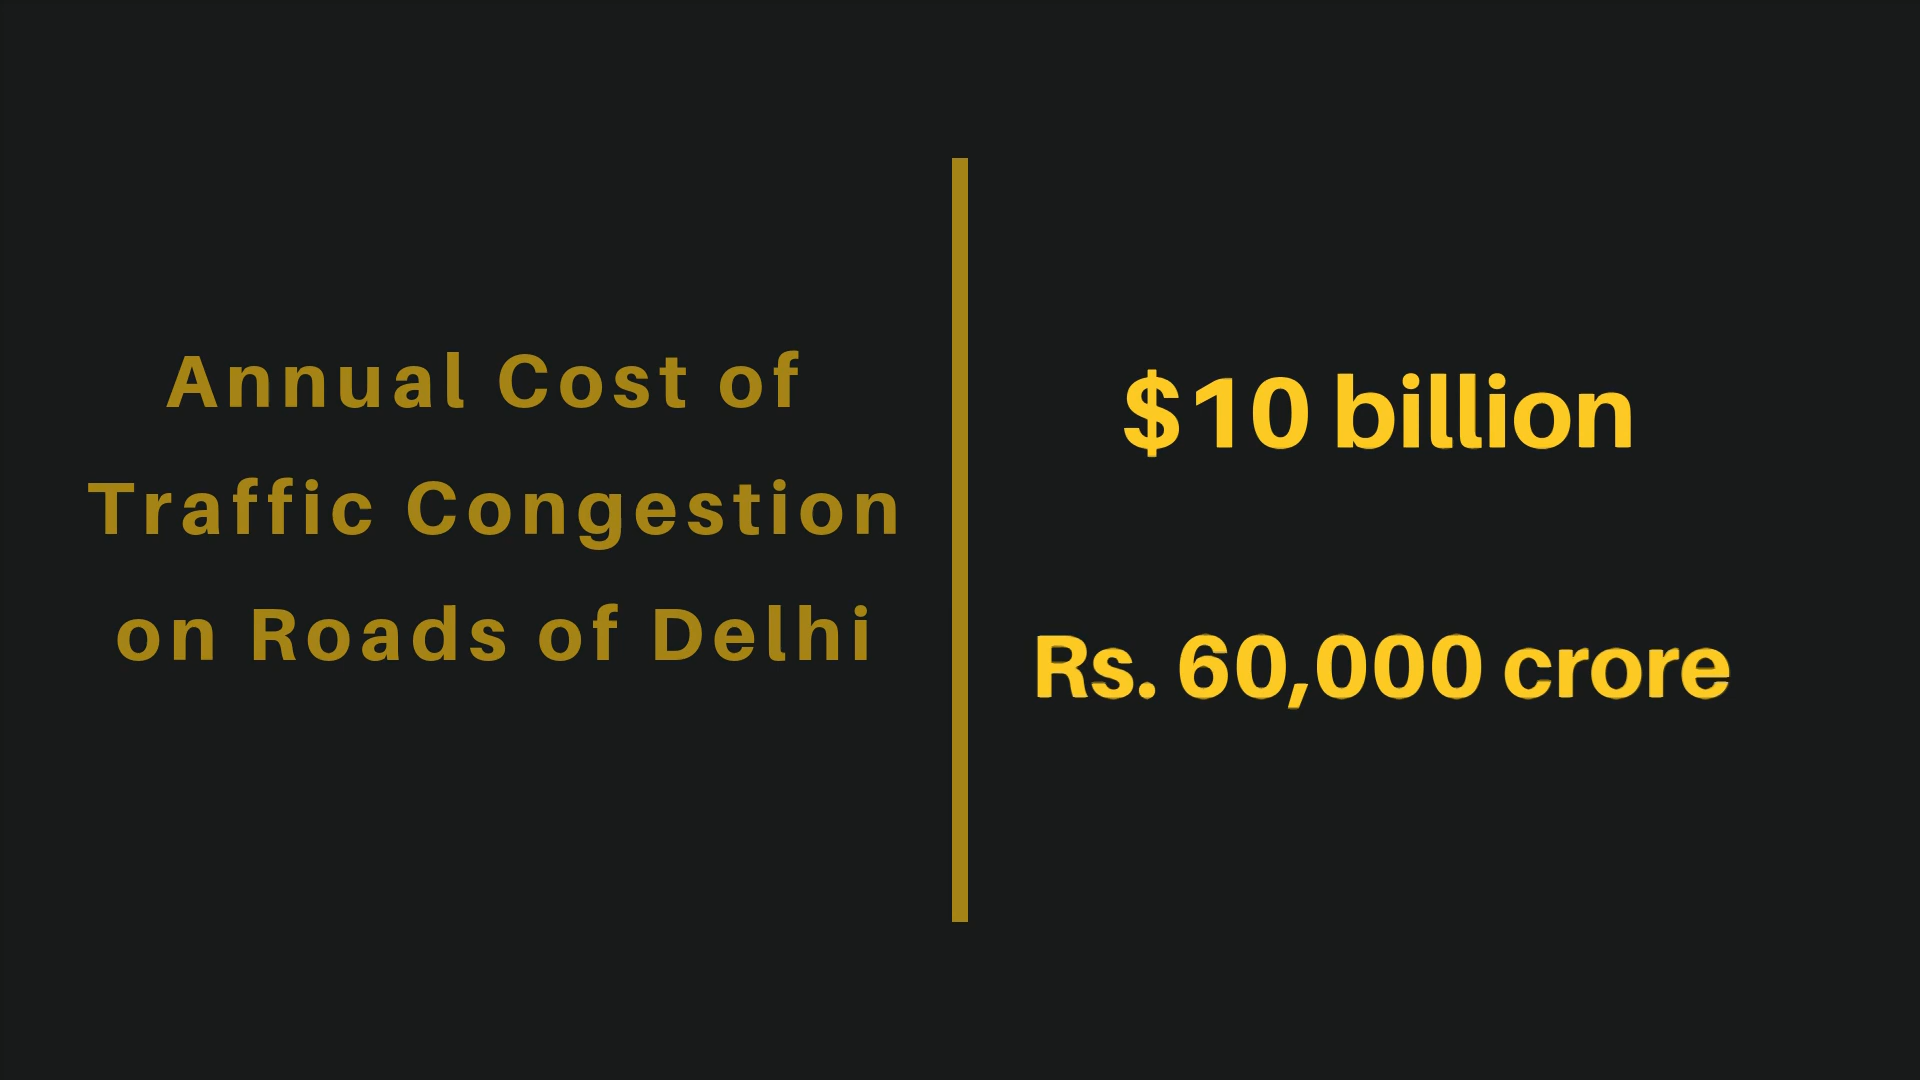 Annual Cost of
Traffic Congestion
on Roads of Delhi
$10 billion
Rs. 60,000 crore